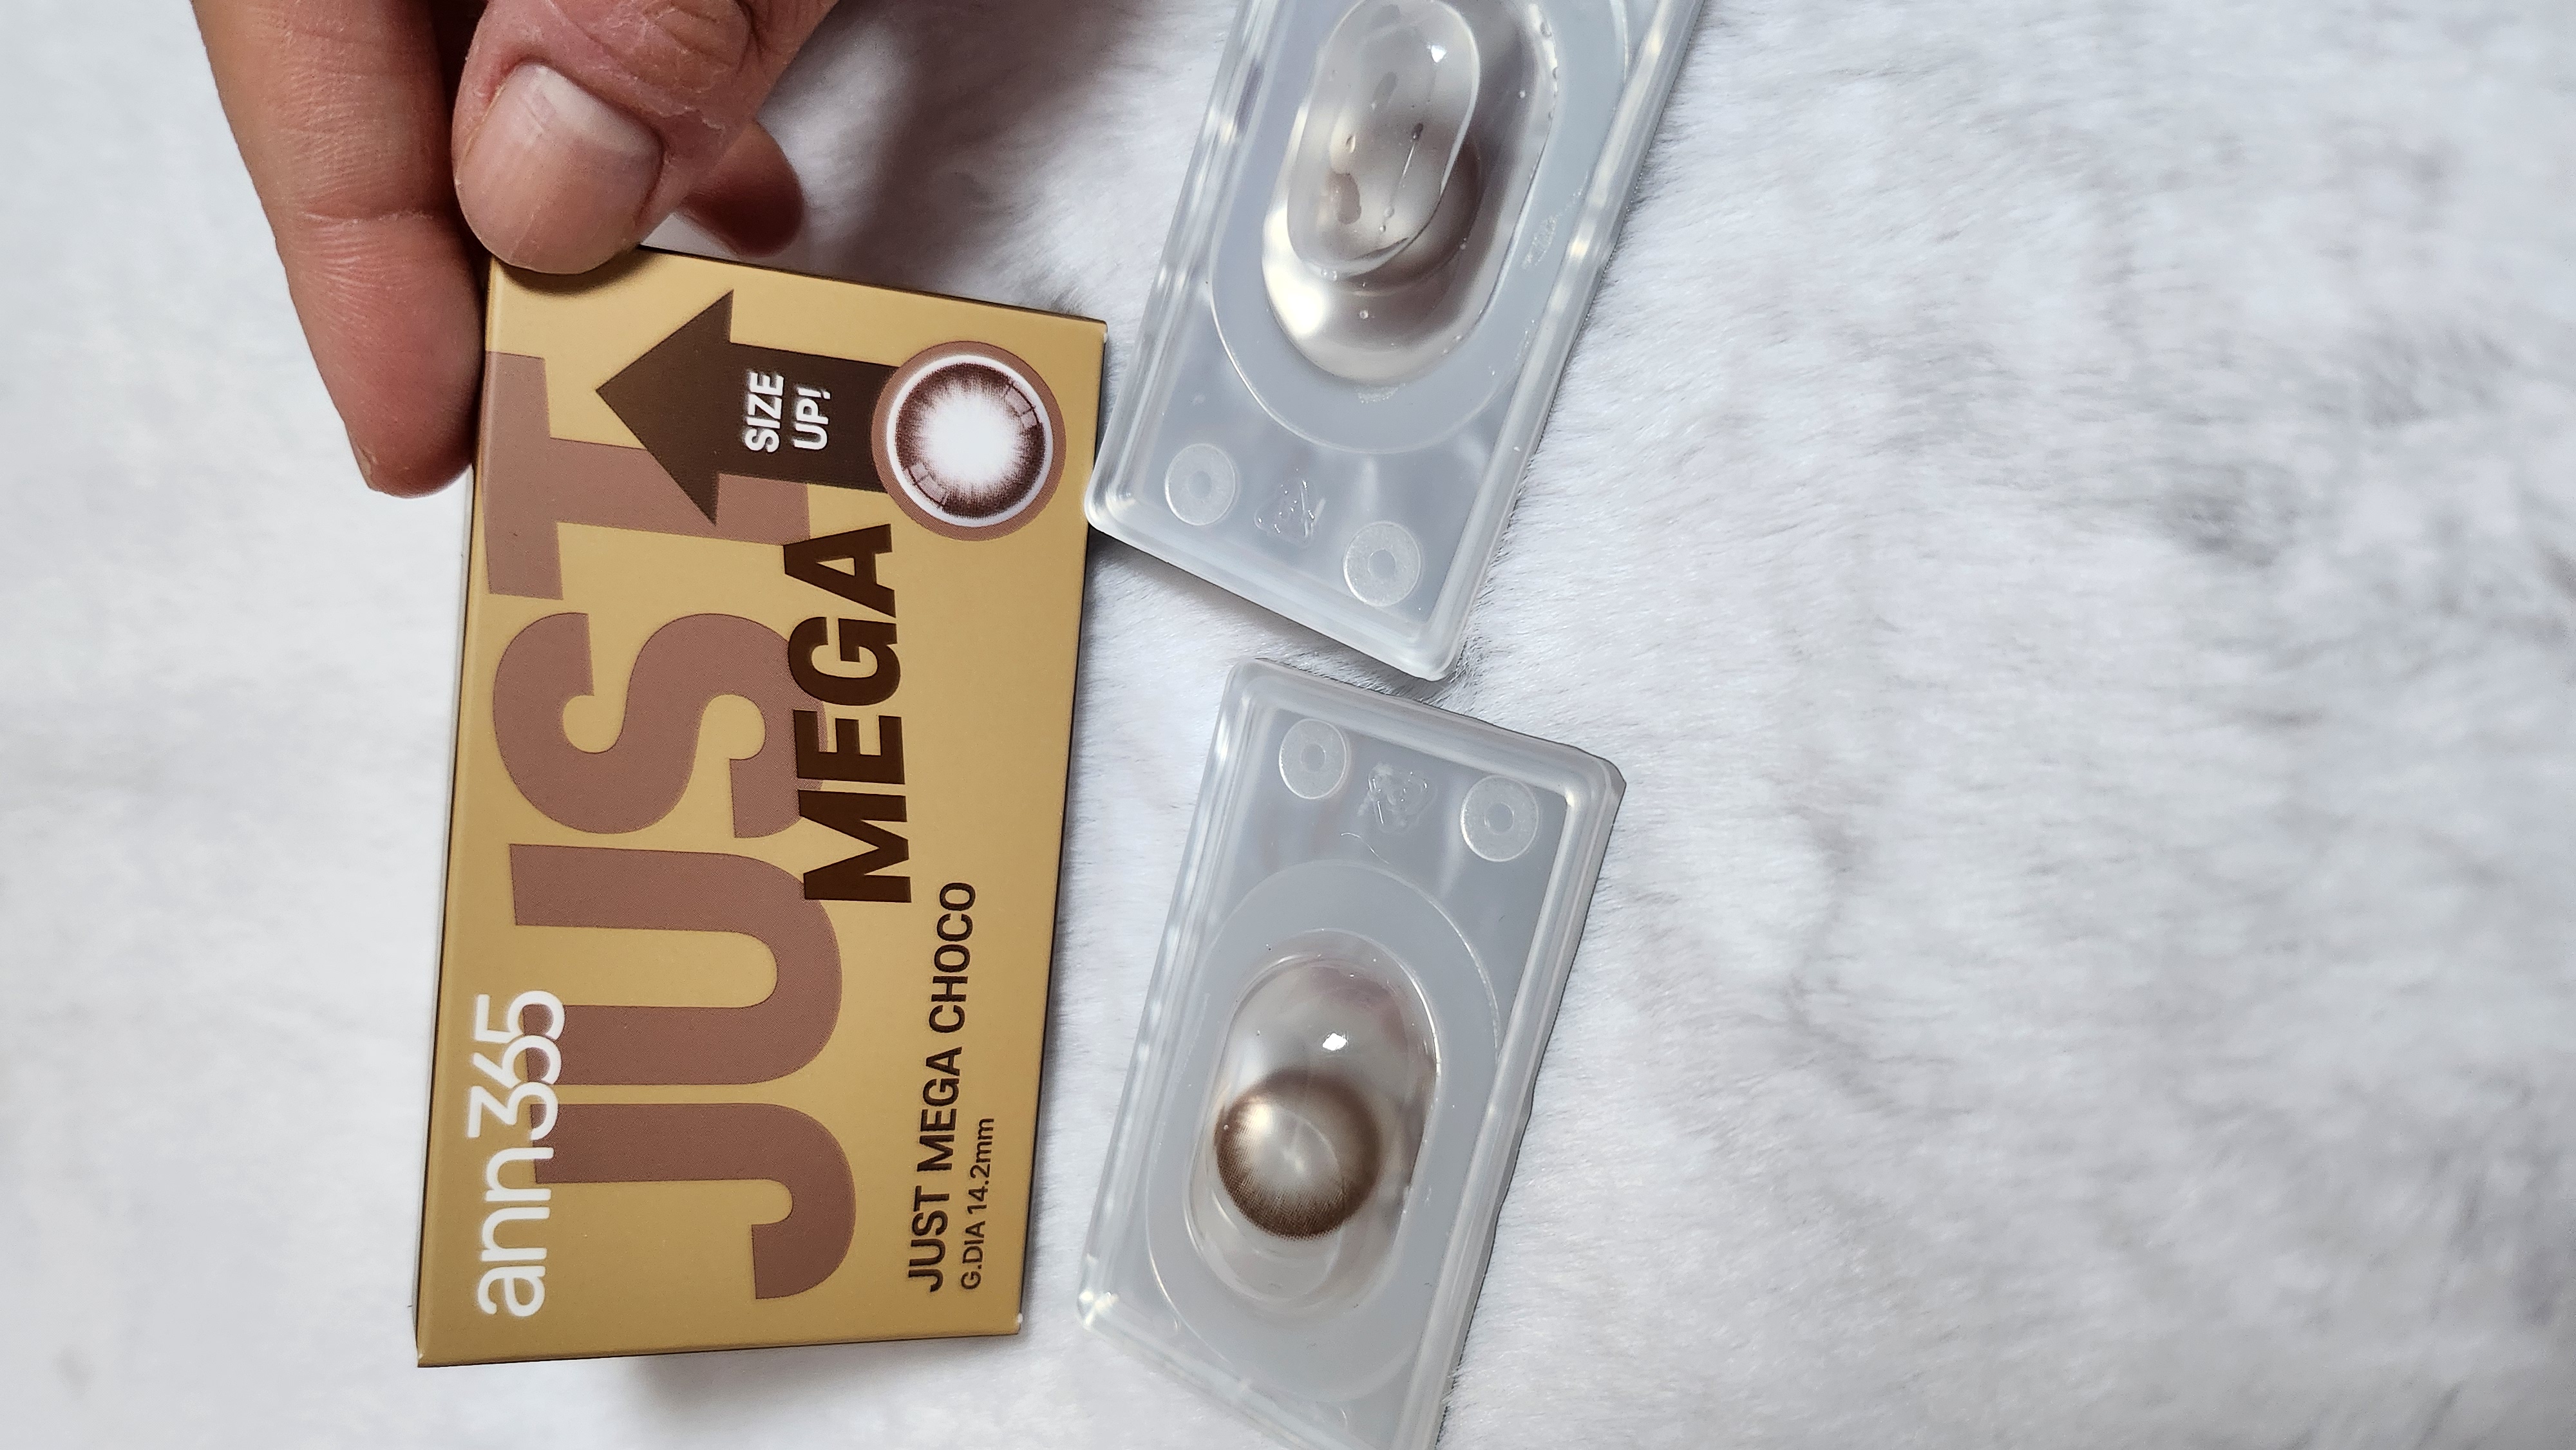 ann365
JUST
MEGA
SIZE
UP!
JUST MEGA CHOCO
G.DIA 14.2mm